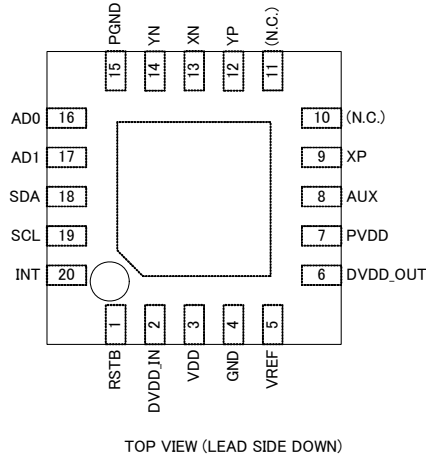 PGND YN XN YP (N.C.)
15 14 13 12 11
AD0 16 10 (N.C.)
AD1 17 9 XP
SDA 18 8 AUX
SCL 19 7 PVDD
INT 20 6 DVDD_OUT
1 2 3 4 5
RSTB DVDD_IN VDD GND VREF
TOP VIEW (LEAD SIDE DOWN)